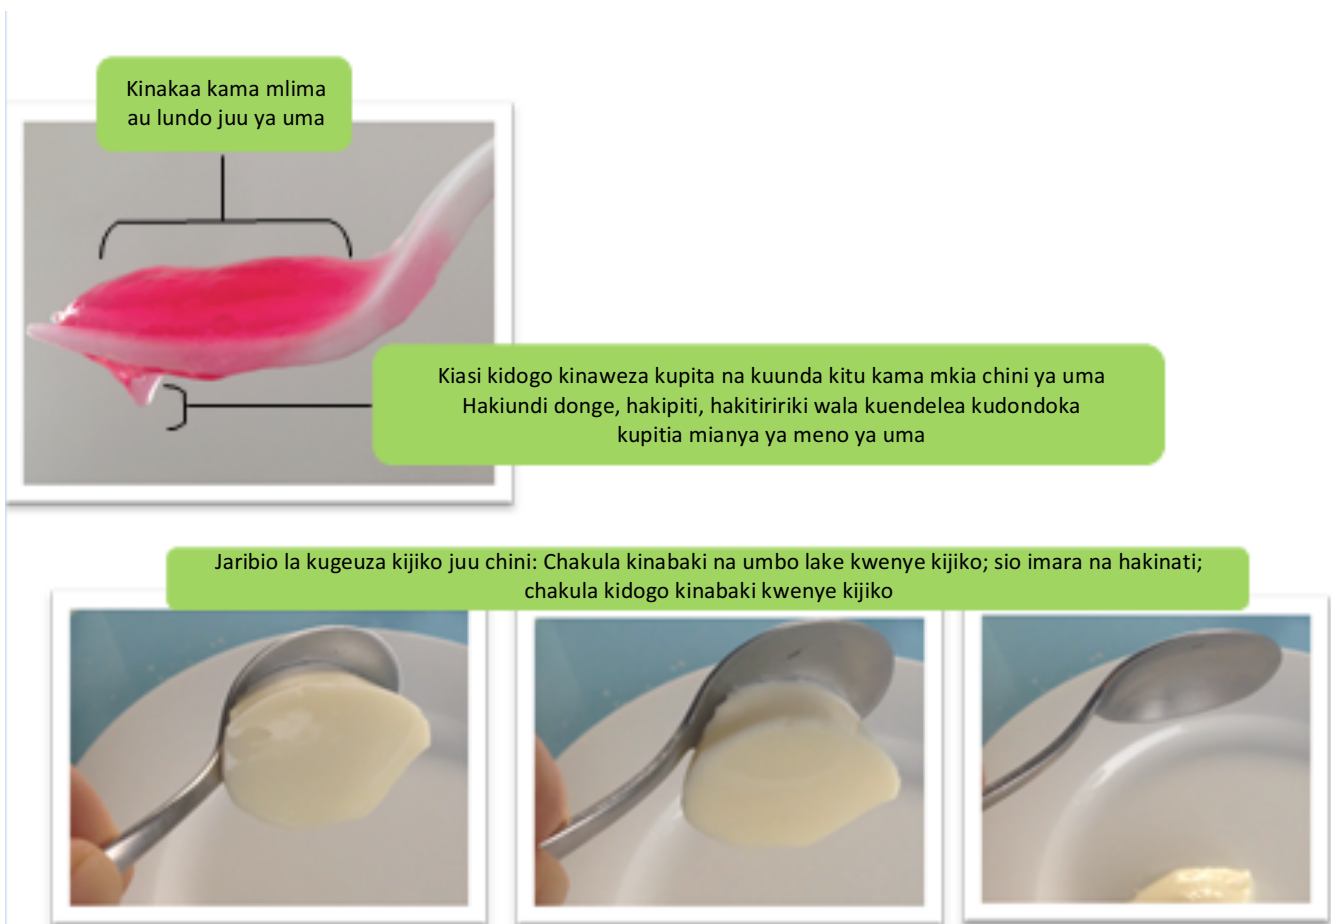 Kinakaa kama mlima
au lundo juu ya uma
Kiasi kidogo kinaweza kupita na kuunda kitu kama mkia chini ya uma
Hakiundi donge, hakipiti, hakitiririki wala kuendelea kudondoka
kupitia mianya ya meno ya uma
Jaribio la kugeuza kijiko juu chini: Chakula kinabaki na umbo lake kwenye kijiko; sio imara na hakinati;
chakula kidogo kinabaki kwenye kijiko